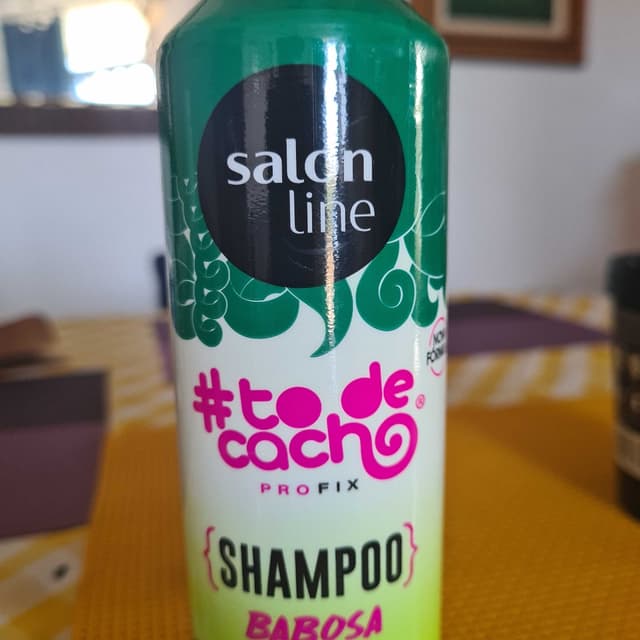 salon
line
#to de
cacho®
PROFIX
{SHAMPOO}
BABOSA